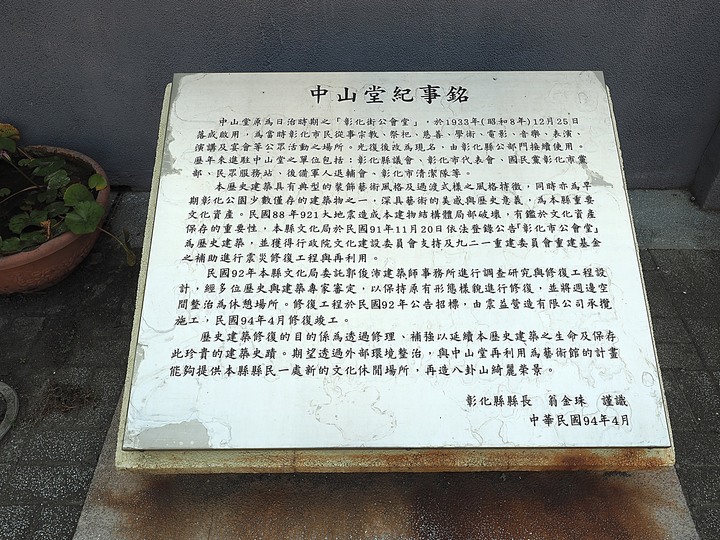 中山堂紀事銘
中山堂原為日治時期之「彰化街公會堂」，於1933年(昭和8年)12月25日
落成啟用，為當時彰化市民從事宗教、祭祀、慈善、學術、電影、音樂、表演、
演講及宴會等公眾活動之場所。光復後改為現名，由彰化縣公部門接續使用。
歷年來進駐中山堂之單位包括：彰化縣議會、彰化市代表會、國民黨彰化市黨
部、民眾服務站、後備軍人退輔會、彰化市清潔隊等。
本歷史建築具有典型的裝飾藝術風格及過渡式樣之風格特徵，同時亦為早
期彰化公園少數僅存的建築物之一，深具藝術的美感與歷史意義，為本縣重要
文化資產。民國88年921大地震造成本建物結構體局部破壞，有鑑於文化資產
保存的重要性，本縣文化局於民國91年11月20日依法登錄公告「彰化市公會堂」
為歷史建築，並獲得行政院文化建設委員會支持及九二一重建委員會重建基金
之補助進行震災修復工程與再利用。
民國92年本縣文化局委託郭俊沛建築師事務所進行調查研究與修復工程設
計，經多位歷史與建築專家審定，以保持原有形態樣貌進行修復，並將週邊空
間整治為休憩場所。修復工程於民國92年公告招標，由震益營造有限公司承攬
施工，民國94年4月修復竣工。
歷史建築修復的目的係為透過修理、補強以延續本歷史建築之生命及保存
此珍貴的建築史蹟。期望透過外部環境整治，與中山堂再利用為藝術館的計畫
能夠提供本縣縣民一處新的文化休閒場所，再造八卦山綺麗榮景。
彰化縣縣長　翁金珠　謹識
中華民國94年4月